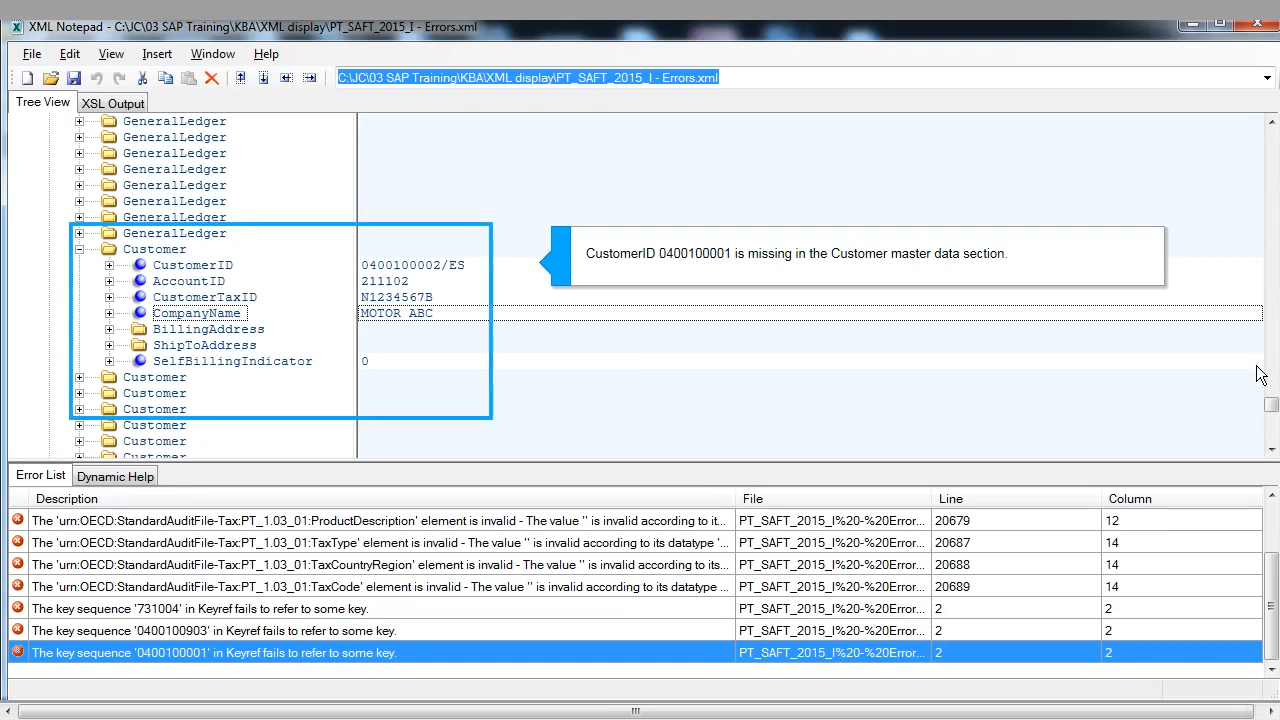 XML Notepad - C:\JC\03 SAP Training\KBA\XML display\PT_SAFT_2015_I - Errors.xml
File Edit View Insert Window Help
C:\JC\03 SAP Training\KBA\XML display\PT_SAFT_2015_I - Errors.xml
Tree View XSL Output
GeneralLedger
GeneralLedger
GeneralLedger
GeneralLedger
GeneralLedger
GeneralLedger
GeneralLedger
GeneralLedger
Customer
CustomerID 0400100002/ES
AccountID 211102
CustomerTaxID N1234567B
CompanyName MOTOR ABC
BillingAddress
ShipToAddress
SelfBillingIndicator 0
Customer
Customer
Customer
Customer
Customer
Customer
CustomerID 0400100001 is missing in the Customer master data section.
Error List Dynamic Help
Description File Line Column
The 'urn:OECD:StandardAuditFile-Tax:PT_1.03_01:ProductDescription' element is invalid - The value '' is invalid according to it... PT_SAFT_2015_I%20-%20Error... 20679 12
The 'urn:OECD:StandardAuditFile-Tax:PT_1.03_01:TaxType' element is invalid - The value '' is invalid according to its datatype '... PT_SAFT_2015_I%20-%20Error... 20687 14
The 'urn:OECD:StandardAuditFile-Tax:PT_1.03_01:TaxCountryRegion' element is invalid - The value '' is invalid according to its... PT_SAFT_2015_I%20-%20Error... 20688 14
The 'urn:OECD:StandardAuditFile-Tax:PT_1.03_01:TaxCode' element is invalid - The value '' is invalid according to its datatype ... PT_SAFT_2015_I%20-%20Error... 20689 14
The key sequence '731004' in Keyref fails to refer to some key. PT_SAFT_2015_I%20-%20Error... 2 2
The key sequence '0400100903' in Keyref fails to refer to some key. PT_SAFT_2015_I%20-%20Error... 2 2
The key sequence '0400100001' in Keyref fails to refer to some key. PT_SAFT_2015_I%20-%20Error... 2 2